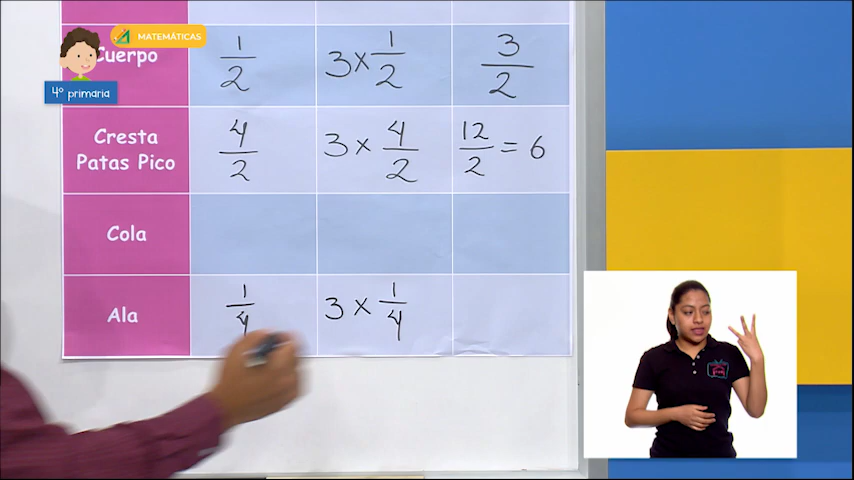 MATEMÁTICAS
4º primaria
Cuerpo 1/2 3 x 1/2 3/2
Cresta
Patas Pico 4/2 3 x 4/2 12/2 = 6
Cola
Ala 1/4 3 x 1/4